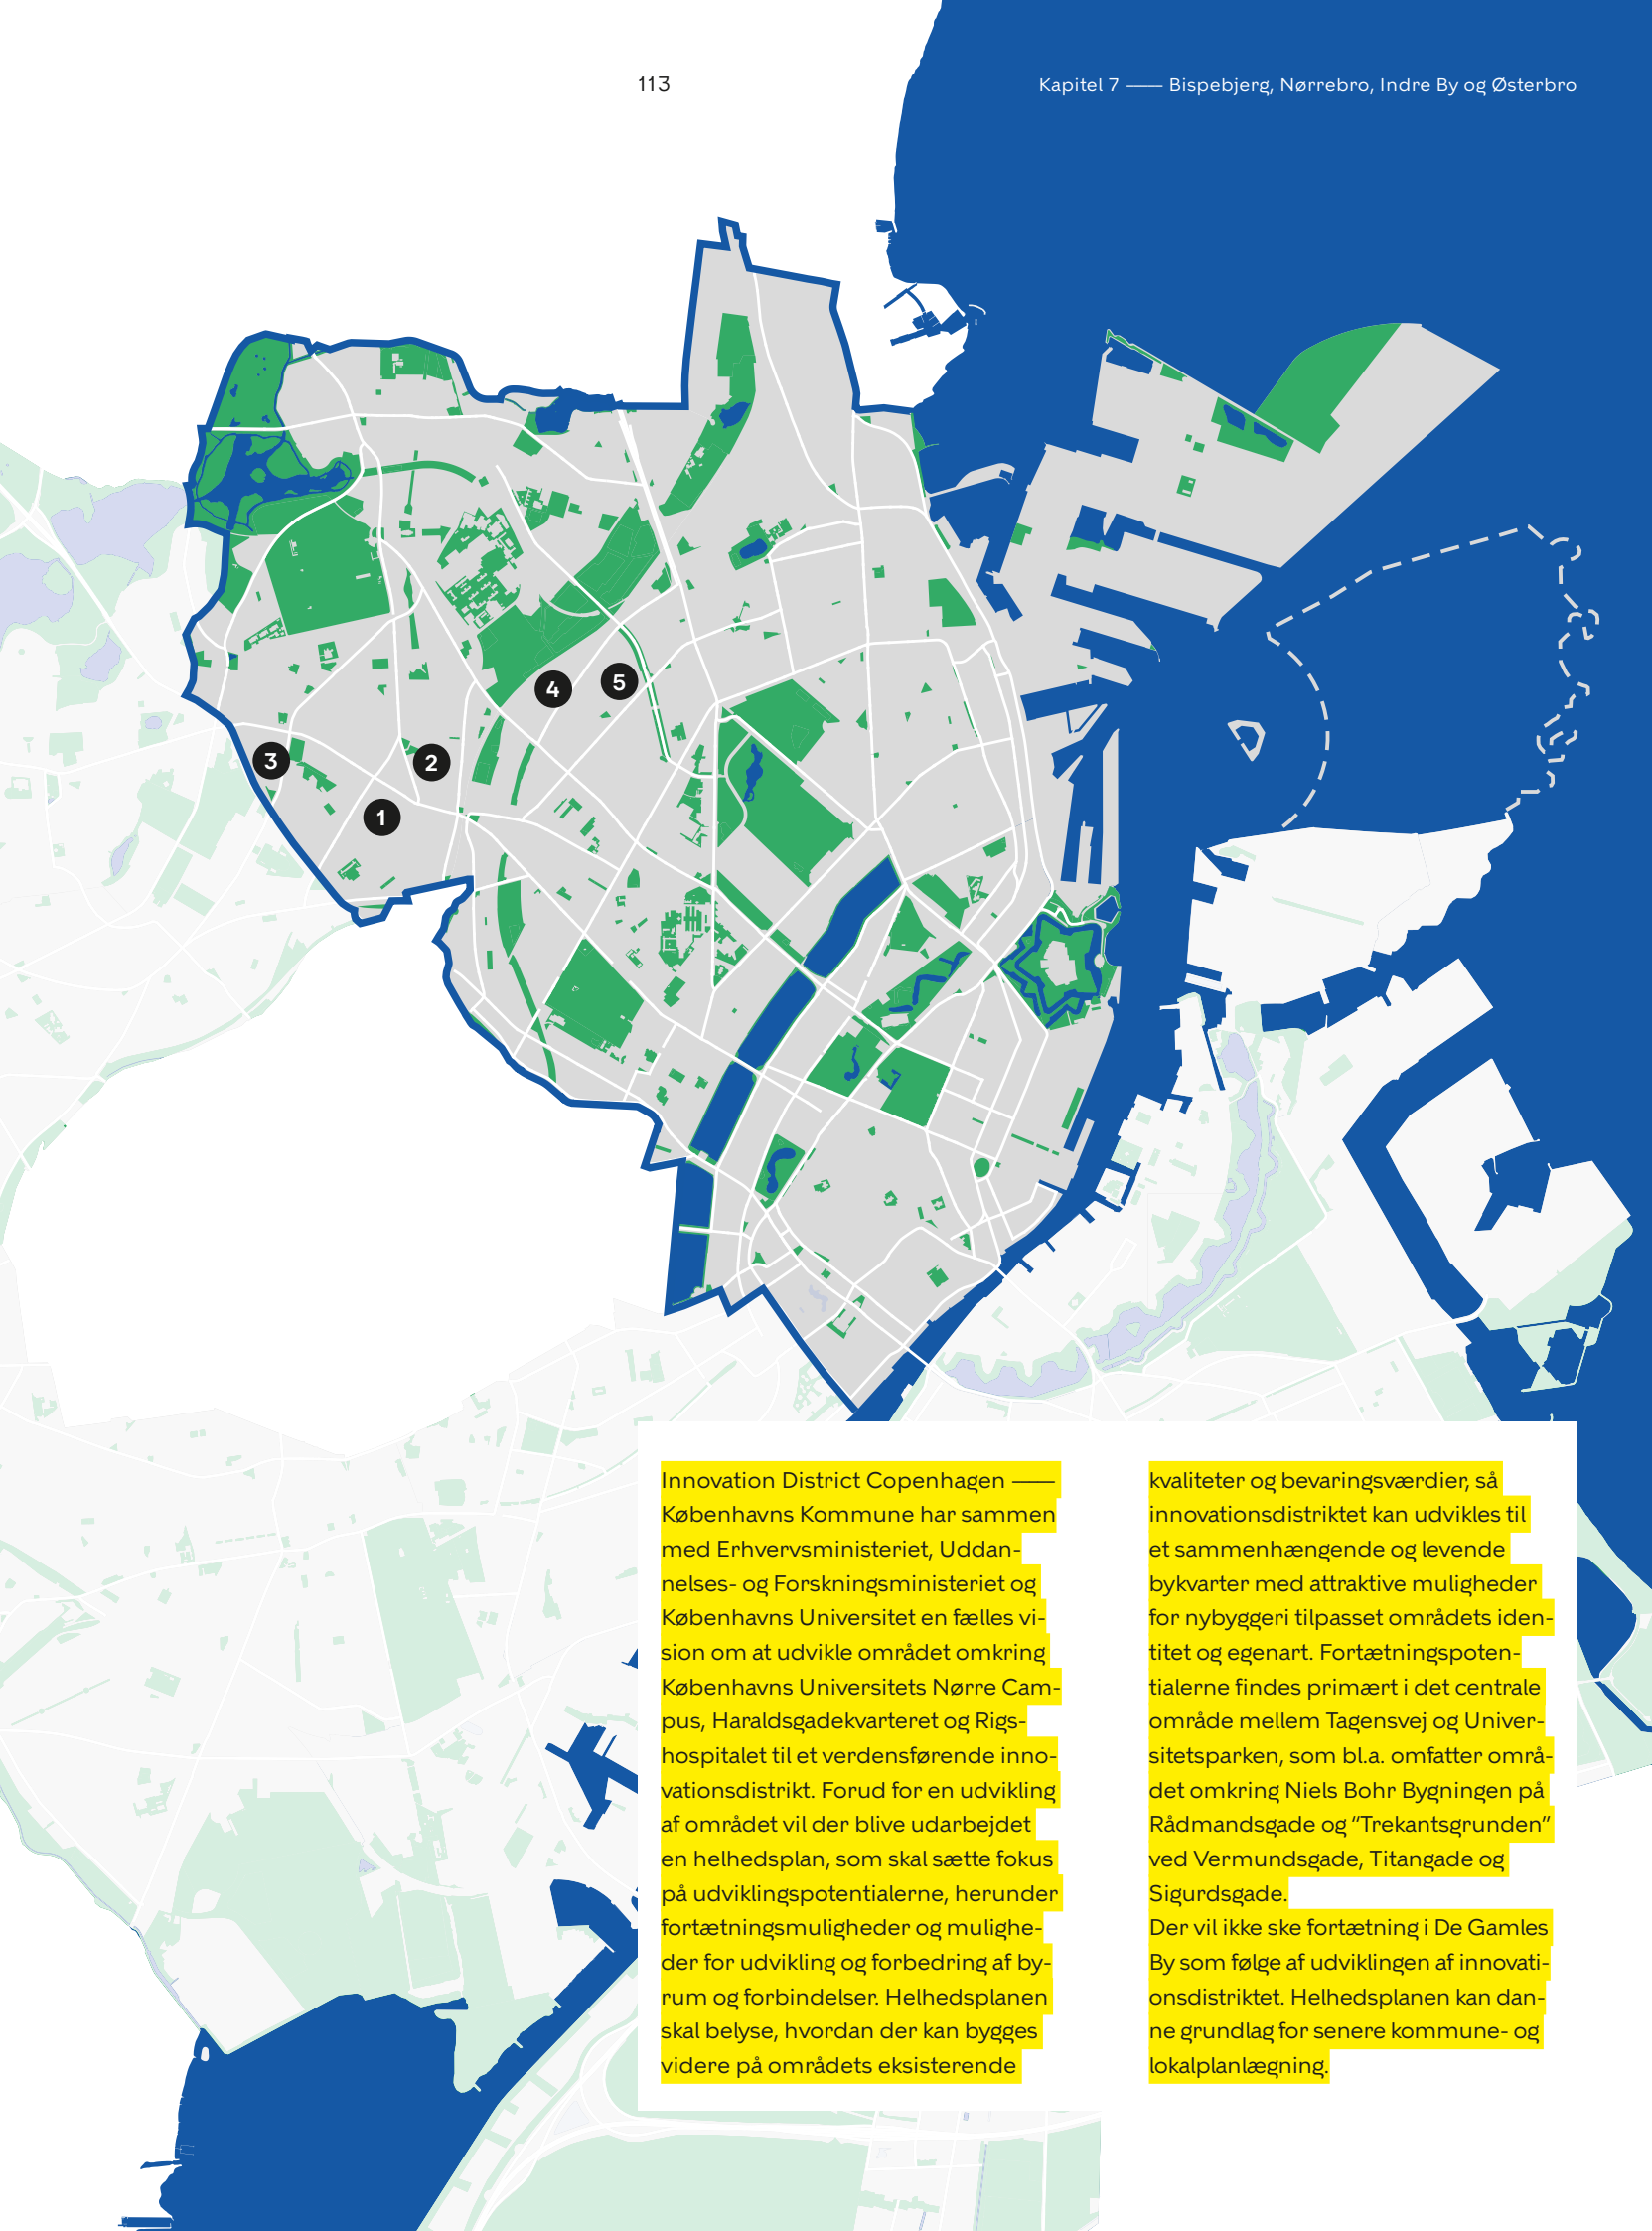 113
Kapitel 7 —— Bispebjerg, Nørrebro, Indre By og Østerbro
4
5
3
2
1
Innovation District Copenhagen ——
Københavns Kommune har sammen
med Erhvervsministeriet, Uddan-
nelses- og Forskningsministeriet og
Københavns Universitet en fælles vi-
sion om at udvikle området omkring
Københavns Universitets Nørre Cam-
pus, Haraldsgadekvarteret og Rigs-
hospitalet til et verdensførende inno-
vationsdistrikt. Forud for en udvikling
af området vil der blive udarbejdet
en helhedsplan, som skal sætte fokus
på udviklingspotentialerne, herunder
fortætningsmuligheder og mulighe-
der for udvikling og forbedring af by-
rum og forbindelser. Helhedsplanen
skal belyse, hvordan der kan bygges
videre på områdets eksisterende
kvaliteter og bevaringsværdier, så
innovationsdistriktet kan udvikles til
et sammenhængende og levende
bykvarter med attraktive muligheder
for nybyggeri tilpasset områdets iden-
titet og egenart. Fortætningspoten-
tialerne findes primært i det centrale
område mellem Tagensvej og Univer-
sitetsparken, som bl.a. omfatter områ-
det omkring Niels Bohr Bygningen på
Rådmandsgade og “Trekantsgrunden”
ved Vermundsgade, Titangade og
Sigurdsgade.
Der vil ikke ske fortætning i De Gamles
By som følge af udviklingen af innovati-
onsdistriktet. Helhedsplanen kan dan-
ne grundlag for senere kommune- og
lokalplanlægning.